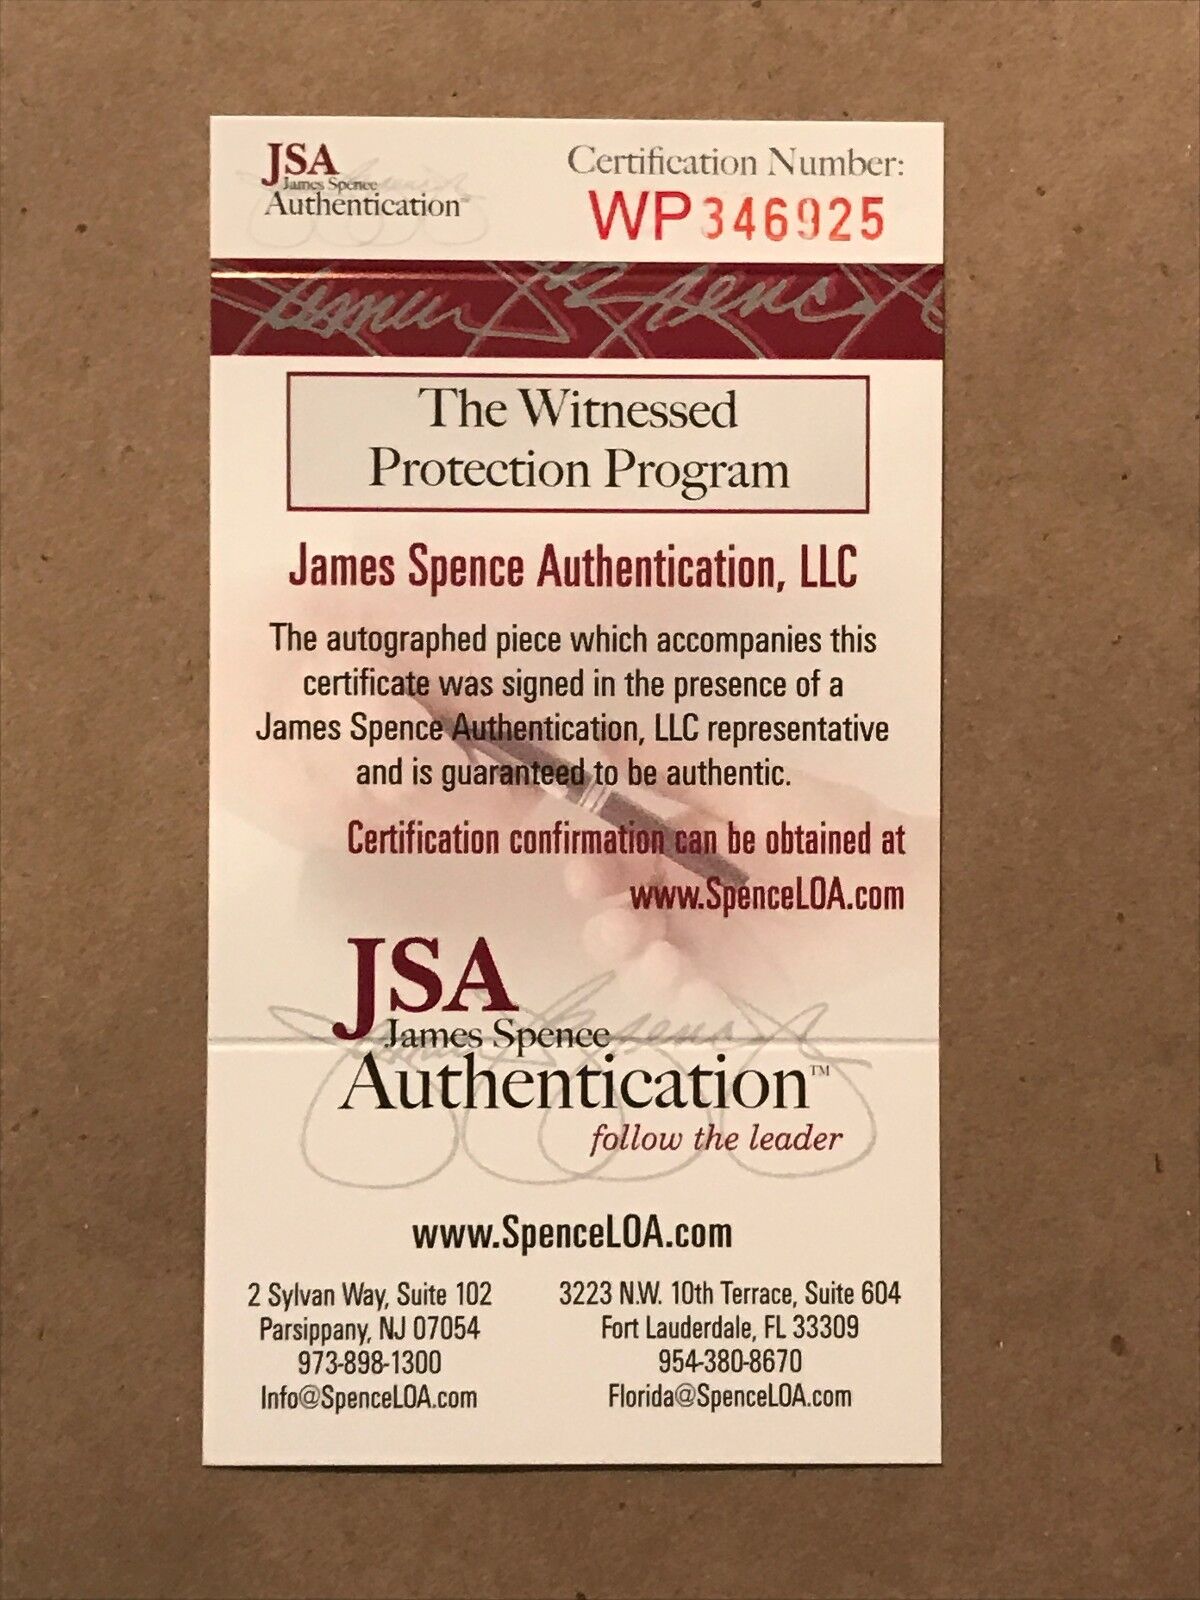 JSA
James Spence
Authentication
Certification Number:
WP346925
The Witnessed
Protection Program
James Spence Authentication, LLC
The autographed piece which accompanies this
certificate was signed in the presence of a
James Spence Authentication, LLC representative
and is guaranteed to be authentic.
Certification confirmation can be obtained at
www.SpenceLOA.com
JSA
James Spence
Authentication™
follow the leader
www.SpenceLOA.com
2 Sylvan Way, Suite 102
Parsippany, NJ 07054
973-898-1300
Info@SpenceLOA.com
3223 N.W. 10th Terrace, Suite 604
Fort Lauderdale, FL 33309
954-380-8670
Florida@SpenceLOA.com